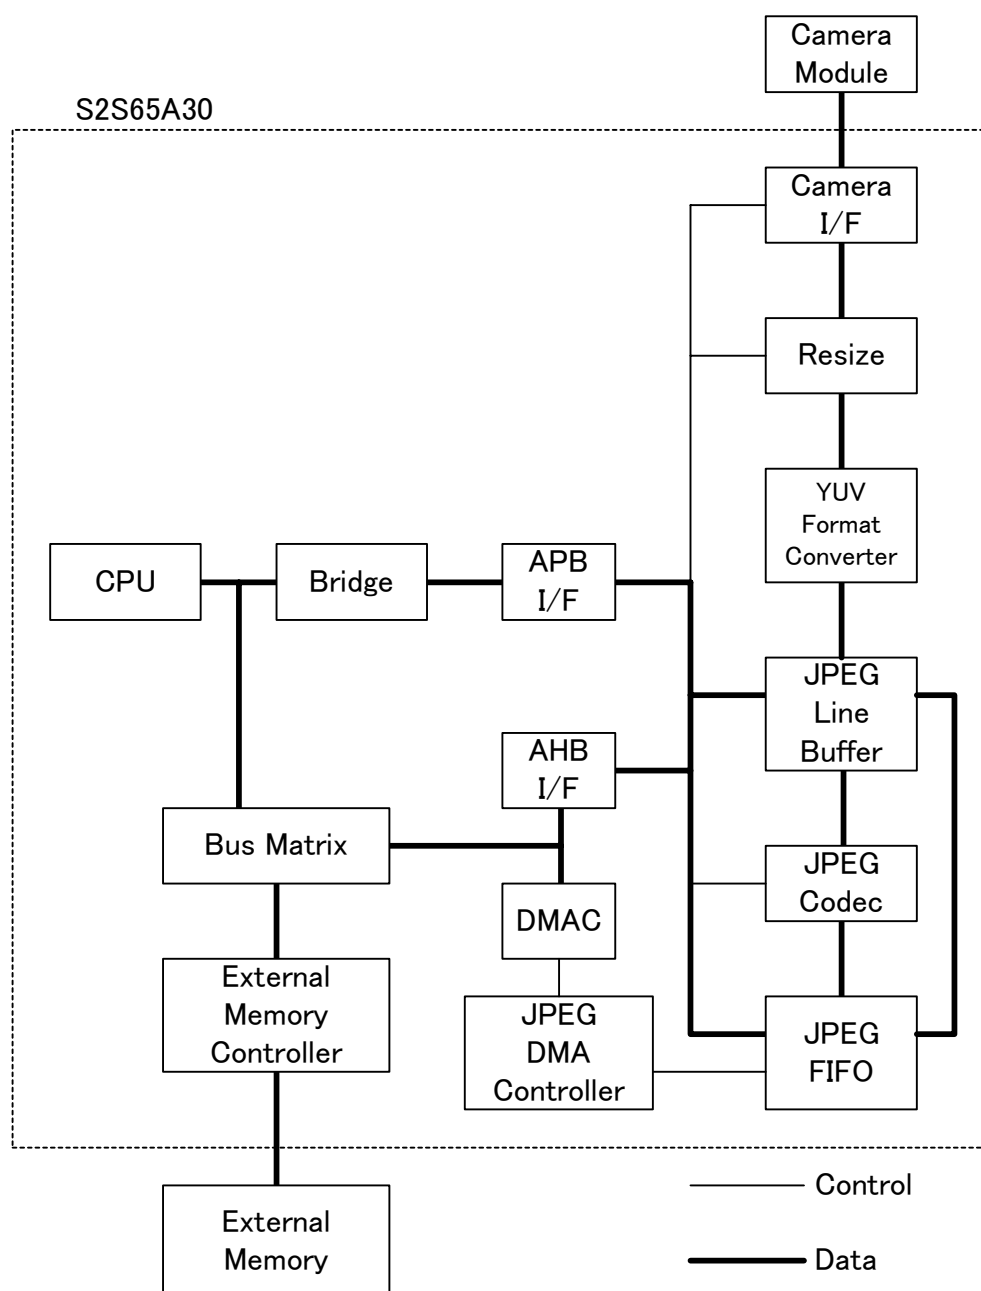 Camera
Module
S2S65A30
Camera
I/F
Resize
YUV
Format
Converter
CPU
Bridge
APB
I/F
JPEG
Line
Buffer
AHB
I/F
Bus Matrix
JPEG
Codec
DMAC
External
Memory
Controller
JPEG
DMA
Controller
JPEG
FIFO
Control
External
Memory
Data